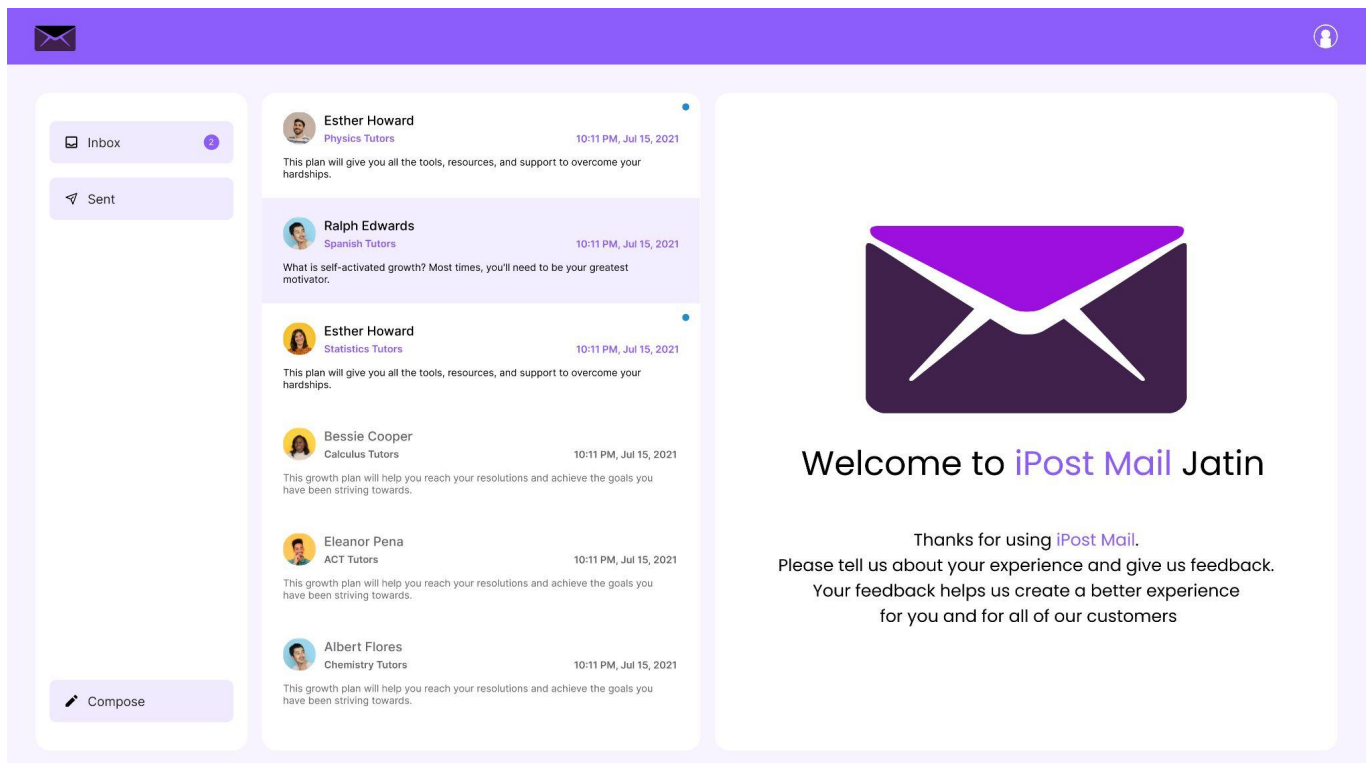 Inbox
2
Sent
Compose
Esther Howard
Physics Tutors
10:11 PM, Jul 15, 2021
This plan will give you all the tools, resources, and support to overcome your
hardships.
Ralph Edwards
Spanish Tutors
10:11 PM, Jul 15, 2021
What is self-activated growth? Most times, you'll need to be your greatest
motivator.
Esther Howard
Statistics Tutors
10:11 PM, Jul 15, 2021
This plan will give you all the tools, resources, and support to overcome your
hardships.
Bessie Cooper
Calculus Tutors
10:11 PM, Jul 15, 2021
This growth plan will help you reach your resolutions and achieve the goals you
have been striving towards.
Eleanor Pena
ACT Tutors
10:11 PM, Jul 15, 2021
This growth plan will help you reach your resolutions and achieve the goals you
have been striving towards.
Albert Flores
Chemistry Tutors
10:11 PM, Jul 15, 2021
This growth plan will help you reach your resolutions and achieve the goals you
have been striving towards.
Welcome to iPost Mail Jatin
Thanks for using iPost Mail.
Please tell us about your experience and give us feedback.
Your feedback helps us create a better experience
for you and for all of our customers